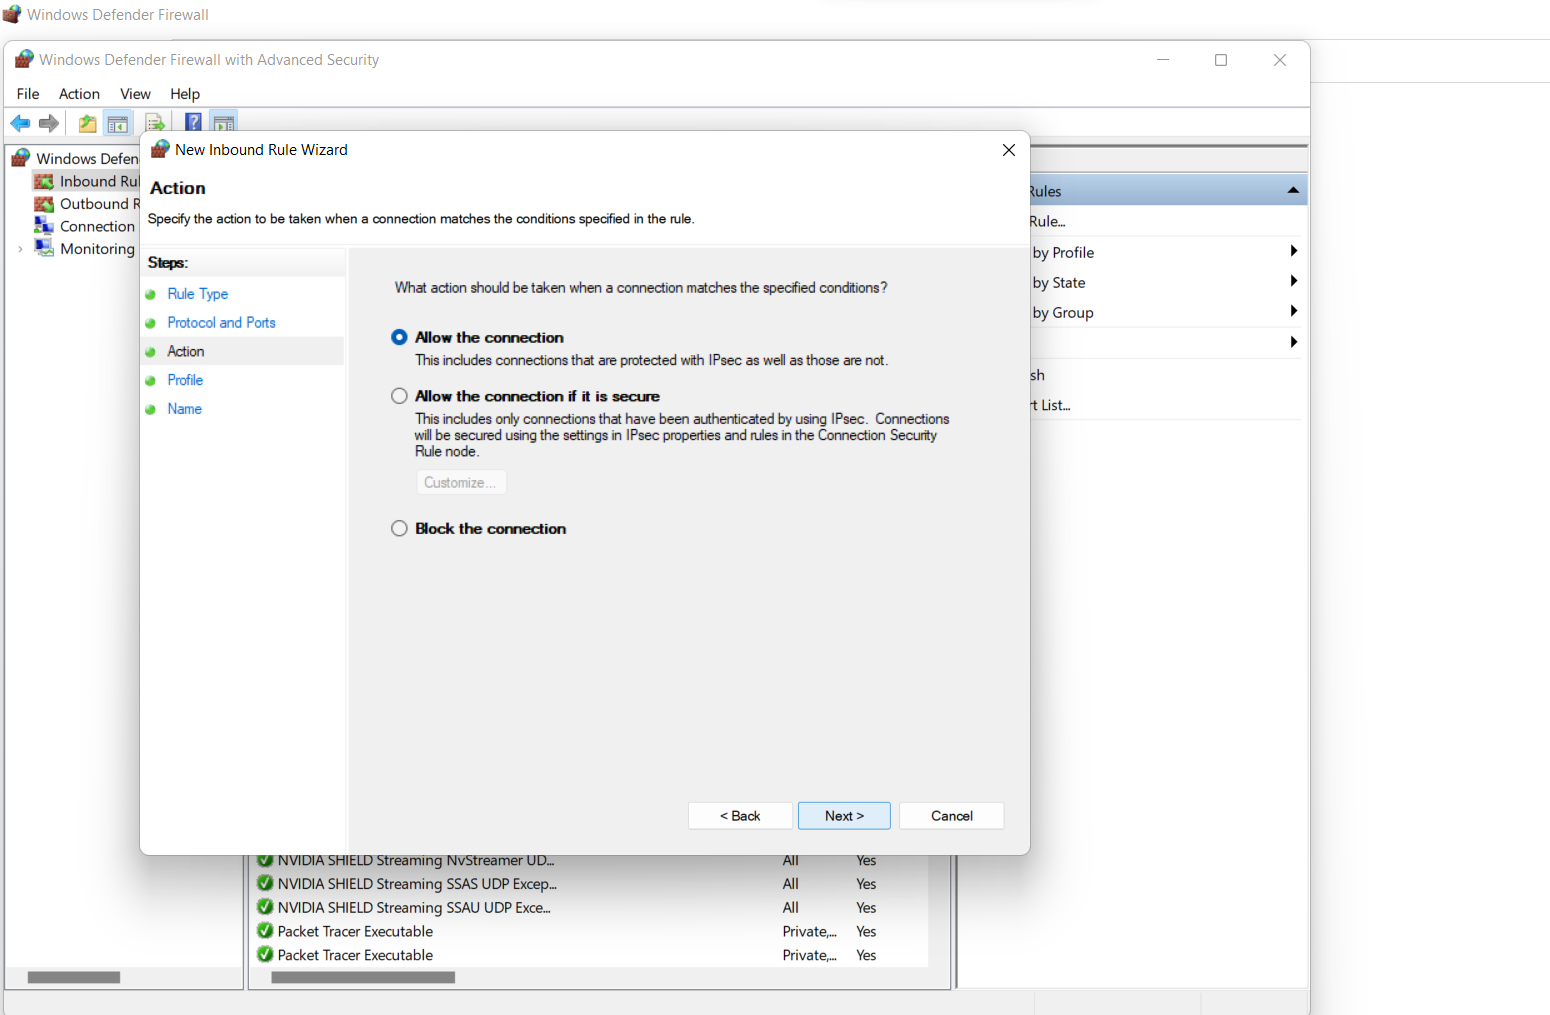 Windows Defender Firewall
Windows Defender Firewall with Advanced Security
File Action View Help
Windows Defen
Inbound Rul
Outbound R
Connection
Monitoring
New Inbound Rule Wizard
Action
Specify the action to be taken when a connection matches the conditions specified in the rule.
Steps:
Rule Type
Protocol and Ports
Action
Profile
Name
What action should be taken when a connection matches the specified conditions?
Allow the connection
This includes connections that are protected with IPsec as well as those are not.
Allow the connection if it is secure
This includes only connections that have been authenticated by using IPsec. Connections
will be secured using the settings in IPsec properties and rules in the Connection Security
Rule node.
Customize...
Block the connection
< Back Next > Cancel
Rules
Rule...
by Profile
by State
by Group
sh
rt List...
NVIDIA SHIELD Streaming NvStreamer UD... All Yes
NVIDIA SHIELD Streaming SSAS UDP Excep... All Yes
NVIDIA SHIELD Streaming SSAU UDP Exce... All Yes
Packet Tracer Executable Private,... Yes
Packet Tracer Executable Private,... Yes